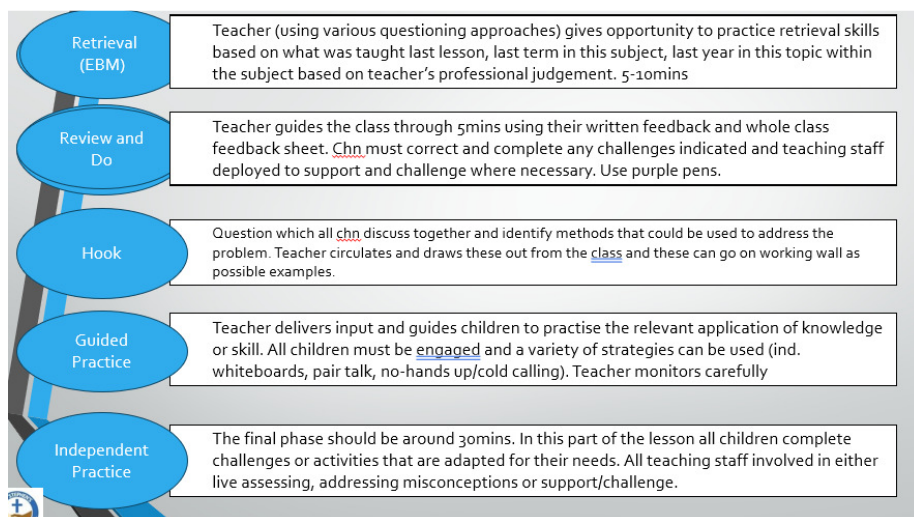 Retrieval
(EBM)
Teacher (using various questioning approaches) gives opportunity to practice retrieval skills
based on what was taught last lesson, last term in this subject, last year in this topic within
the subject based on teacher's professional judgement. 5-10mins
Review and
Do
Teacher guides the class through 5mins using their written feedback and whole class
feedback sheet. Chn must correct and complete any challenges indicated and teaching staff
deployed to support and challenge where necessary. Use purple pens.
Hook
Question which all chn discuss together and identify methods that could be used to address the
problem. Teacher circulates and draws these out from the class and these can go on working wall as
possible examples.
Guided
Practice
Teacher delivers input and guides children to practise the relevant application of knowledge
or skill. All children must be engaged and a variety of strategies can be used (ind.
whiteboards, pair talk, no-hands up/cold calling). Teacher monitors carefully
Independent
Practice
The final phase should be around 30mins. In this part of the lesson all children complete
challenges or activities that are adapted for their needs. All teaching staff involved in either
live assessing, addressing misconceptions or support/challenge.